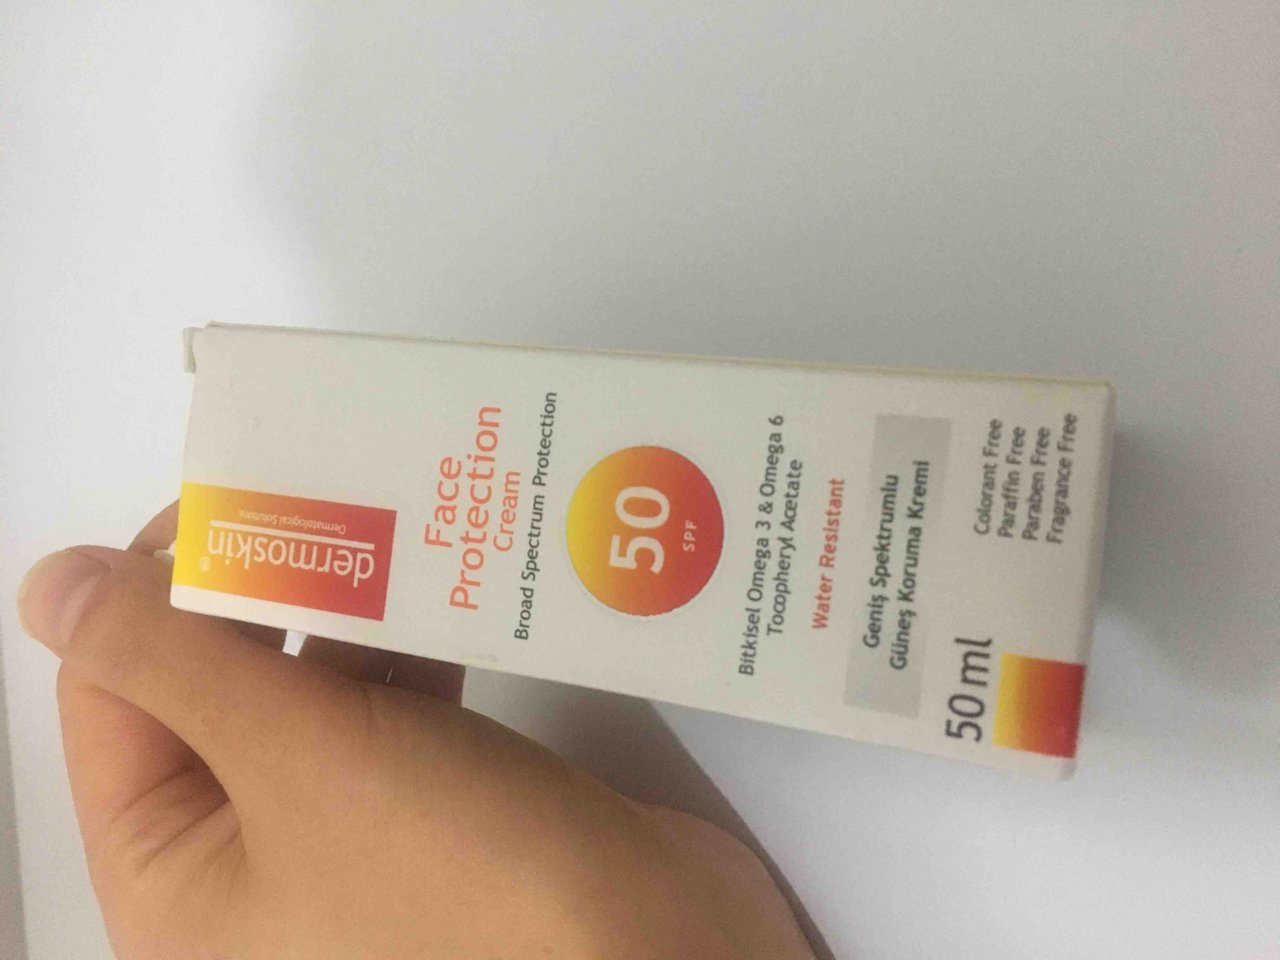 dermoskin®
Dermatological Solutions
Face
Protection
Cream
Broad Spectrum Protection
50
SPF
Bitkisel Omega 3 & Omega 6
Tocopheryl Acetate
Water Resistant
Geniş Spektrumlu
Güneş Koruma Kremi
Colorant Free
Paraffin Free
Paraben Free
Fragrance Free
50 ml